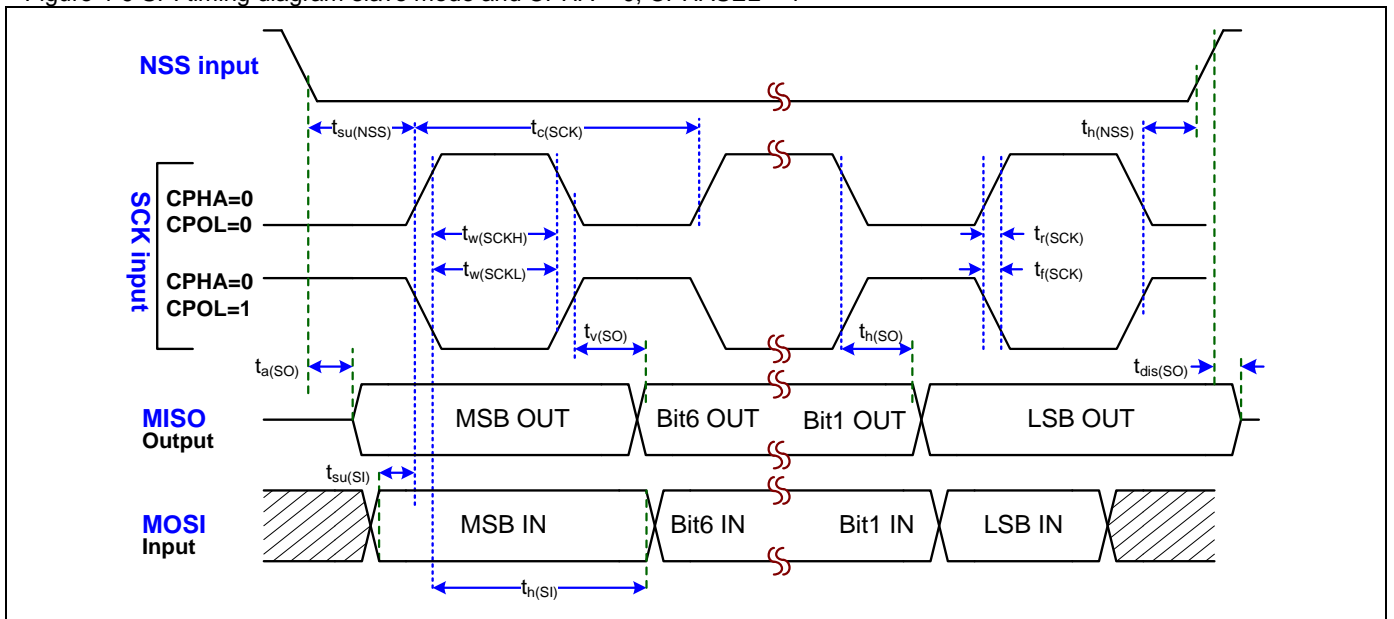 NSS input
tsu(NSS)
tc(SCK)
th(NSS)
SCK input
CPHA=0
CPOL=0
tw(SCKH)
tr(SCK)
CPHA=0
CPOL=1
tw(SCKL)
tf(SCK)
tv(SO)
th(SO)
ta(SO)
tdis(SO)
MISO
Output
MSB OUT
Bit6 OUT
Bit1 OUT
LSB OUT
tsu(SI)
MOSI
Input
MSB IN
Bit6 IN
Bit1 IN
LSB IN
th(SI)